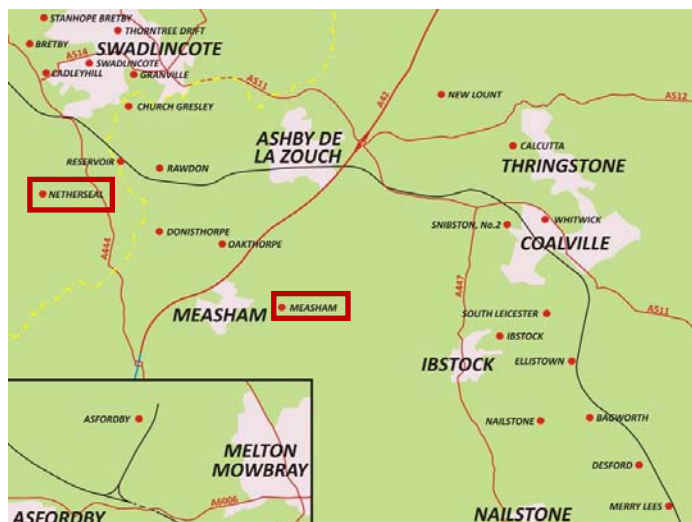 STANHOPE BRETBY
THORNTREE DRIFT
BRETBY
SWADLINCOTE
A514
SWADLINCOTE
CADLEYHILL
GRANVILLE
A511
A42
NEW LOUNT
A512
CHURCH GRESLEY
ASHBY DE
LA ZOUCH
CALCUTTA
THRINGSTONE
RESERVOIR
RAWDON
NETHERSEAL
WHITWICK
SNIBSTON, No.2
COALVILLE
DONISTHORPE
OAKTHORPE
A444
A447
MEASHAM
MEASHAM
SOUTH LEICESTER
A511
IBSTOCK
IBSTOCK
ELLISTOWN
ASFORDBY
NAILSTONE
BAGWORTH
MELTON
MOWBRAY
DESFORD
A6006
MERRY LEES
ASFORDBY
NAILSTONE